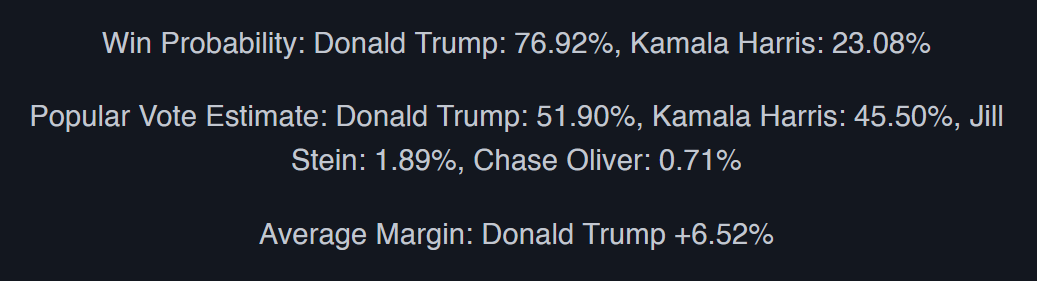 Win Probability: Donald Trump: 76.92%, Kamala Harris: 23.08%
Popular Vote Estimate: Donald Trump: 51.90%, Kamala Harris: 45.50%, Jill
Stein: 1.89%, Chase Oliver: 0.71%
Average Margin: Donald Trump +6.52%